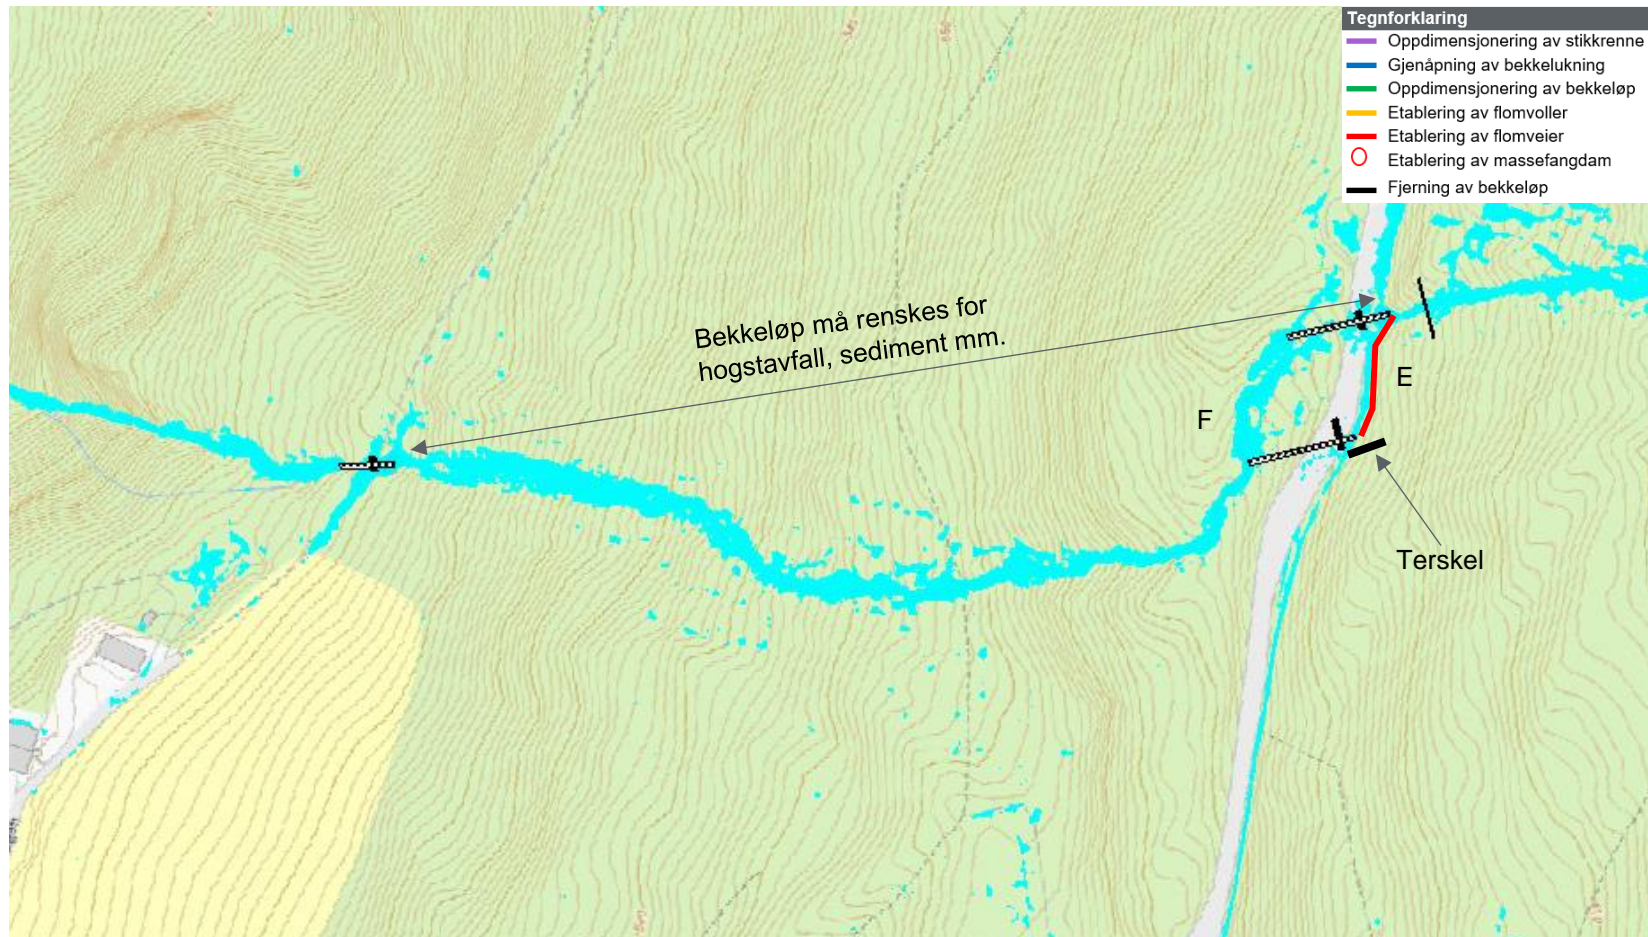 Tegnforklaring
Oppdimensjonering av stikkrenne
Gjenåpning av bekkelukning
Oppdimensjonering av bekkeløp
Etablering av flomvoller
Etablering av flomveier
Etablering av massefangdam
Fjerning av bekkeløp
Bekkeløp må renskes for
hogstavfall, sediment mm.
E
F
Terskel